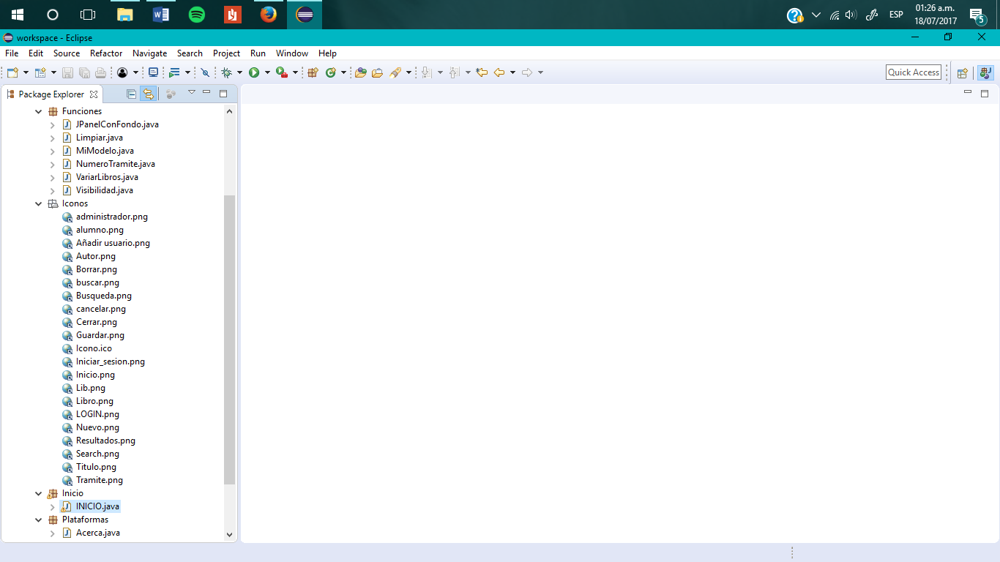 ESP
01:26 a.m.
18/07/2017
5
workspace - Eclipse
File Edit Source Refactor Navigate Search Project Run Window Help
Quick Access
Package Explorer
Funciones
JPanelConFondo.java
Limpiar.java
MiModelo.java
NumeroTramite.java
VariarLibros.java
Visibilidad.java
Iconos
administrador.png
alumno.png
Añadir usuario.png
Autor.png
Borrar.png
buscar.png
Busqueda.png
cancelar.png
Cerrar.png
Guardar.png
Icono.ico
Iniciar_sesion.png
Inicio.png
Lib.png
Libro.png
LOGIN.png
Nuevo.png
Resultados.png
Search.png
Titulo.png
Tramite.png
Inicio
INICIO.java
Plataformas
Acerca.java